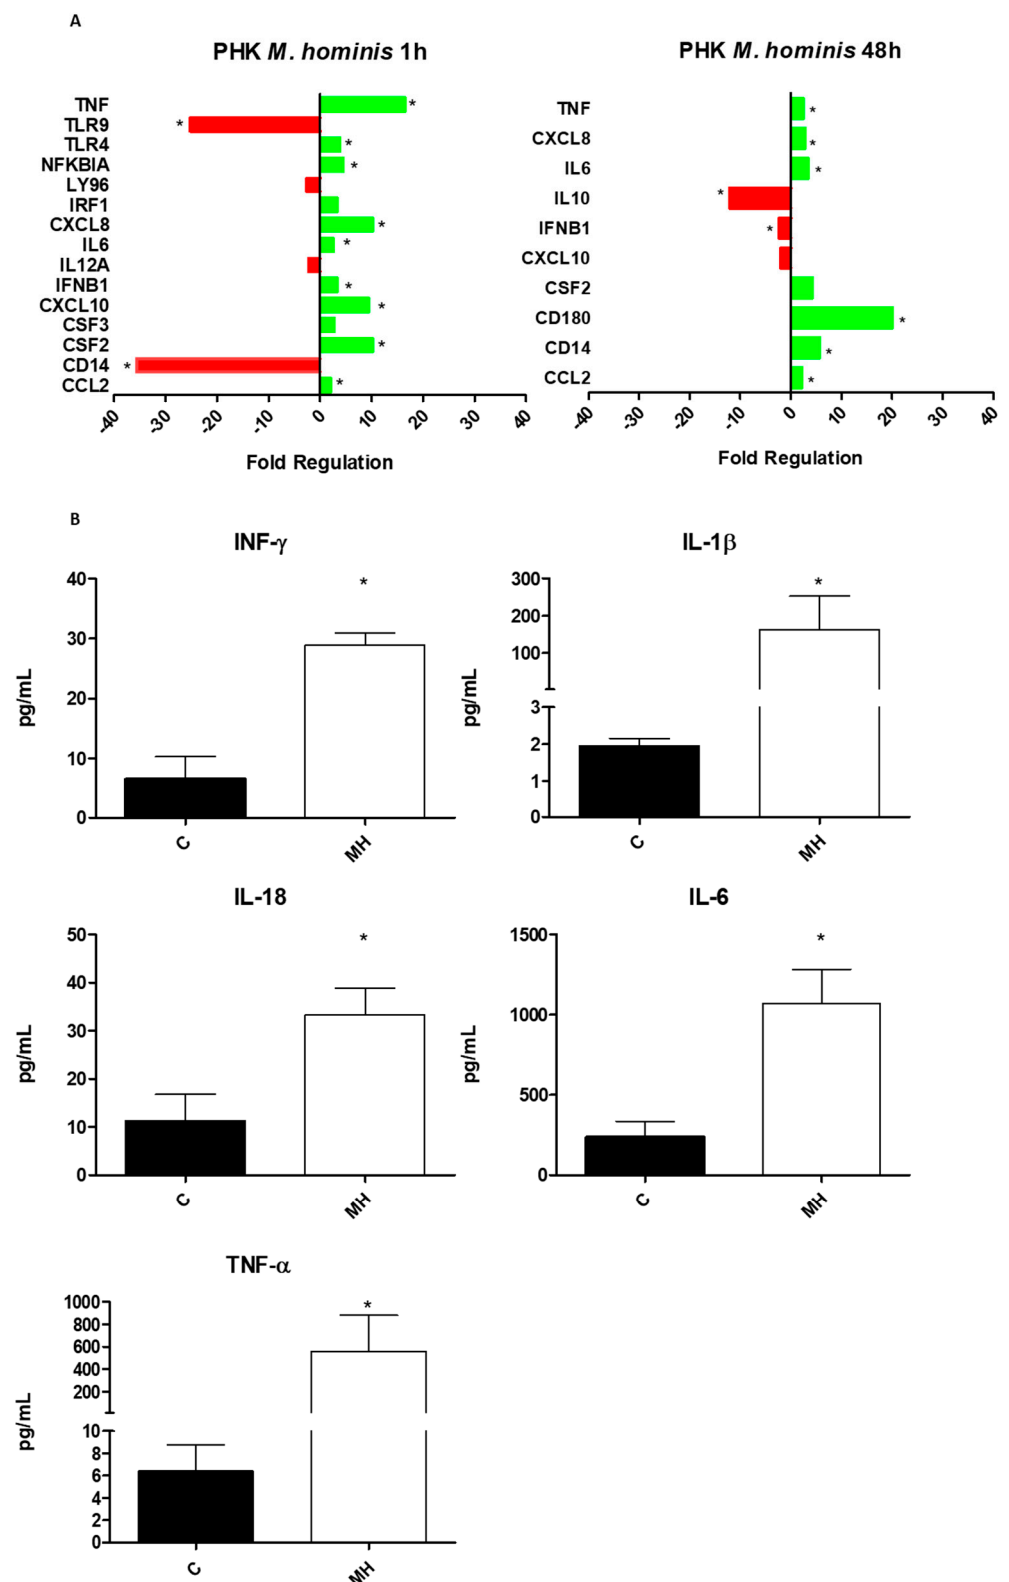 A
PHK M. hominis 1h
TNF *
TLR9 *
TLR4 *
NFKBIA *
LY96
IRF1
CXCL8 *
IL6 *
IL12A
IFNB1 *
CXCL10 *
CSF3
CSF2 *
CD14 *
CCL2 *
-40 -30 -20 -10 0 10 20 30 40
Fold Regulation
PHK M. hominis 48h
TNF *
CXCL8 *
IL6 *
IL10 *
IFNB1 *
CXCL10
CSF2
CD180 *
CD14 *
CCL2 *
-40 -30 -20 -10 0 10 20 30 40
Fold Regulation
B
INF-γ
*
40
30
20
10
0
pg/mL
C MH
IL-1β
*
300
200
100
3
2
1
0
pg/mL
C MH
IL-18
*
50
40
30
20
10
0
pg/mL
C MH
IL-6
*
1500
1000
500
0
pg/mL
C MH
TNF-α
*
1000
800
600
400
200
10
8
6
4
2
0
pg/mL
C MH